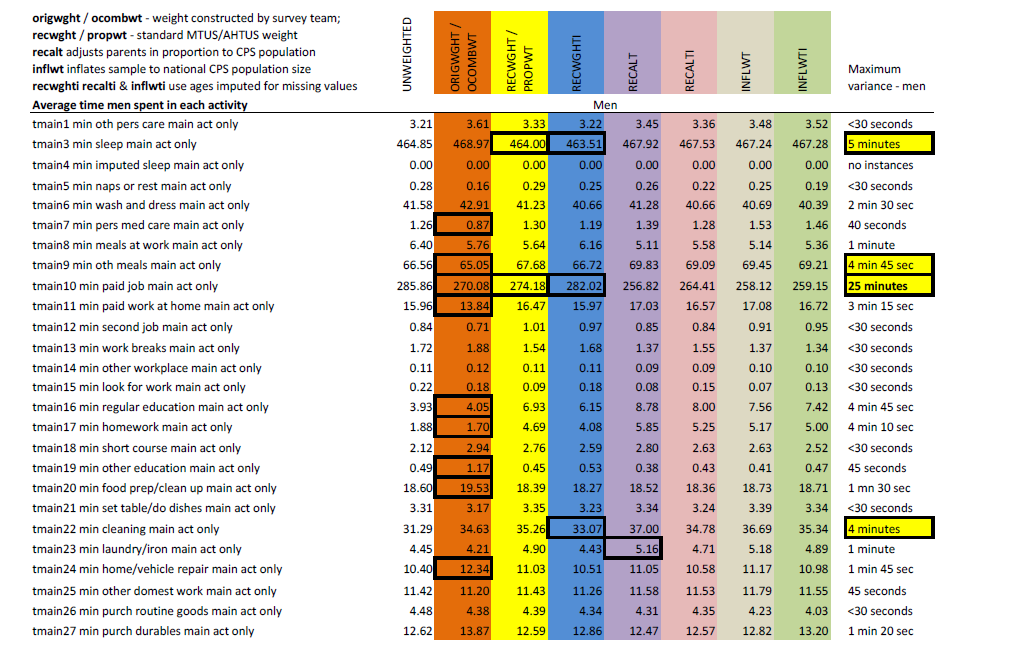 origwght / ocombwt - weight constructed by survey team;
recwght / propwt - standard MTUS/AHTUS weight
recalt adjusts parents in proportion to CPS population
inflwt inflates sample to national CPS population size
recwghti recalti & inflwti use ages imputed for missing values
UNWEIGHTED
ORIGWGHT /
OCOMBWT
RECWGHT /
PROPWT
RECWGHTI
RECALT
RECALTI
INFLWT
INFLWTI
Maximum
variance - men
Average time men spent in each activity
Men
tmain1 min oth pers care main act only 3.21 3.61 3.33 3.22 3.45 3.36 3.48 3.52 <30 seconds
tmain3 min sleep main act only 464.85 468.97 464.00 463.51 467.92 467.53 467.24 467.28 5 minutes
tmain4 min imputed sleep main act only 0.00 0.00 0.00 0.00 0.00 0.00 0.00 0.00 no instances
tmain5 min naps or rest main act only 0.28 0.16 0.29 0.25 0.26 0.22 0.25 0.19 <30 seconds
tmain6 min wash and dress main act only 41.58 42.91 41.23 40.66 41.28 40.66 40.69 40.39 2 min 30 sec
tmain7 min pers med care main act only 1.26 0.87 1.30 1.19 1.39 1.28 1.53 1.46 40 seconds
tmain8 min meals at work main act only 6.40 5.76 5.64 6.16 5.11 5.58 5.14 5.36 1 minute
tmain9 min oth meals main act only 66.56 65.05 67.68 66.72 69.83 69.09 69.45 69.21 4 min 45 sec
tmain10 min paid job main act only 285.86 270.08 274.18 282.02 256.82 264.41 258.12 259.15 25 minutes
tmain11 min paid work at home main act only 15.96 13.84 16.47 15.97 17.03 16.57 17.08 16.72 3 min 15 sec
tmain12 min second job main act only 0.84 0.71 1.01 0.97 0.85 0.84 0.91 0.95 <30 seconds
tmain13 min work breaks main act only 1.72 1.88 1.54 1.68 1.37 1.55 1.37 1.34 <30 seconds
tmain14 min other workplace main act only 0.11 0.12 0.11 0.11 0.09 0.09 0.10 0.10 <30 seconds
tmain15 min look for work main act only 0.22 0.18 0.09 0.18 0.08 0.15 0.07 0.13 <30 seconds
tmain16 min regular education main act only 3.93 4.05 6.93 6.15 8.78 8.00 7.56 7.42 4 min 45 sec
tmain17 min homework main act only 1.88 1.70 4.69 4.08 5.85 5.25 5.17 5.00 4 min 10 sec
tmain18 min short course main act only 2.12 2.94 2.76 2.59 2.80 2.63 2.63 2.52 <30 seconds
tmain19 min other education main act only 0.49 1.17 0.45 0.53 0.38 0.43 0.41 0.47 45 seconds
tmain20 min food prep/clean up main act only 18.60 19.53 18.39 18.27 18.52 18.36 18.73 18.71 1 mn 30 sec
tmain21 min set table/do dishes main act only 3.31 3.17 3.35 3.23 3.34 3.24 3.39 3.34 <30 seconds
tmain22 min cleaning main act only 31.29 34.63 35.26 33.07 37.00 34.78 36.69 35.34 4 minutes
tmain23 min laundry/iron main act only 4.45 4.21 4.90 4.43 5.16 4.71 5.18 4.89 1 minute
tmain24 min home/vehicle repair main act only 10.40 12.34 11.03 10.51 11.05 10.58 11.17 10.98 1 min 45 sec
tmain25 min other domest work main act only 11.42 11.20 11.43 11.26 11.58 11.53 11.79 11.55 45 seconds
tmain26 min purch routine goods main act only 4.48 4.38 4.39 4.34 4.31 4.35 4.23 4.03 <30 seconds
tmain27 min purch durables main act only 12.62 13.87 12.59 12.86 12.47 12.57 12.82 13.20 1 min 20 sec